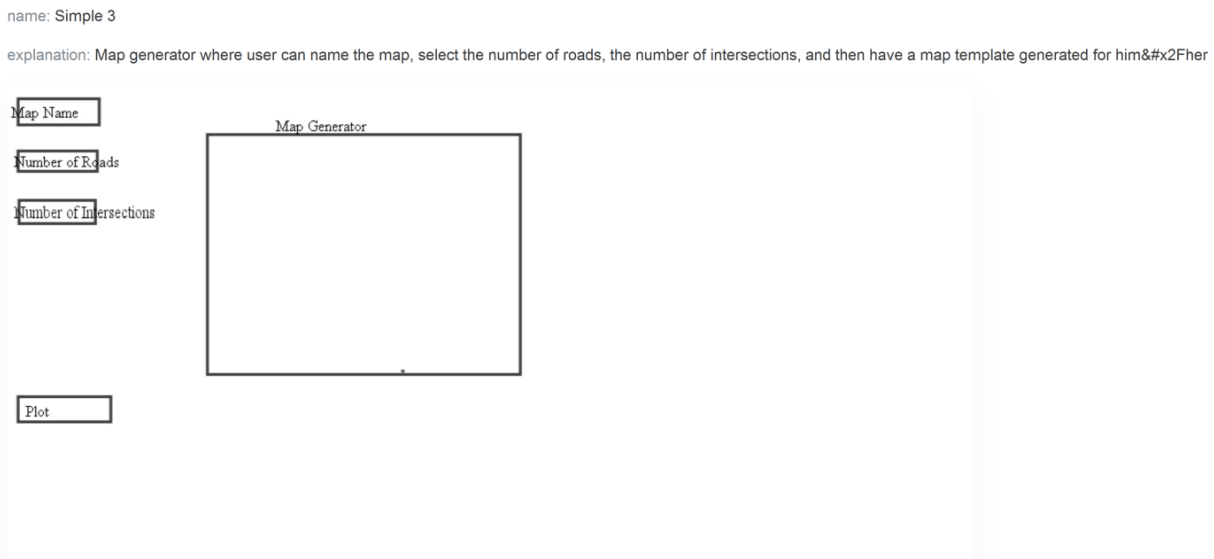 name: Simple 3
explanation: Map generator where user can name the map, select the number of roads, the number of intersections, and then have a map template generated for him&#x2Fher
Map Name
Map Generator
Number of Roads
Number of Intersections
Plot